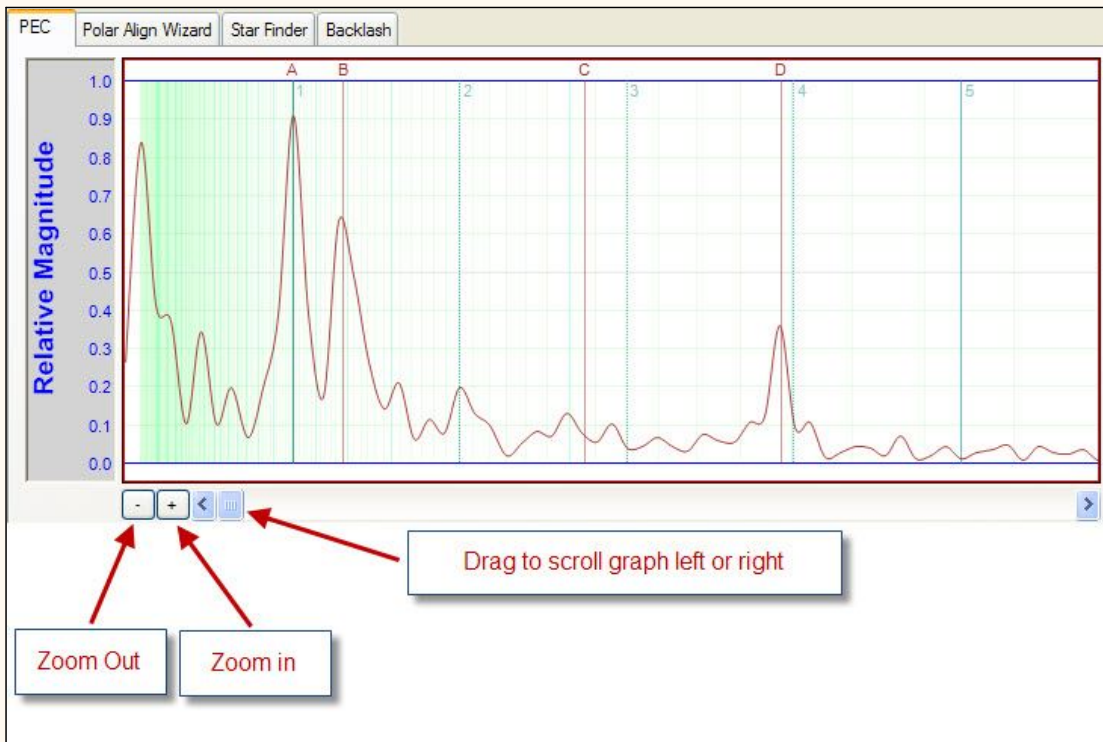 PEC Polar Align Wizard Star Finder Backlash
A B C D
1 2 3 4 5
Relative Magnitude
1.0
0.9
0.8
0.7
0.6
0.5
0.4
0.3
0.2
0.1
0.0
- +
Drag to scroll graph left or right
Zoom Out
Zoom in